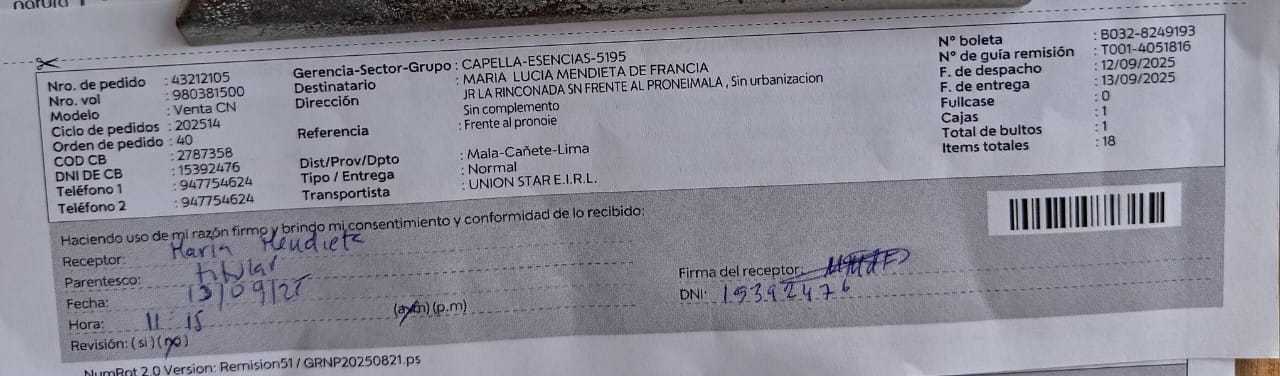 natura
Nro. de pedido : 43212105
Nro. vol : 980381500
Modelo : Venta CN
Ciclo de pedidos : 202514
Orden de pedido : 40
COD CB : 2787358
DNI DE CB : 15392476
Teléfono 1 : 947754624
Teléfono 2 : 947754624
Gerencia-Sector-Grupo : CAPELLA-ESENCIAS-5195
Destinatario : MARIA LUCIA MENDIETA DE FRANCIA
Dirección : JR LA RINCONADA SN FRENTE AL PRONEIMALA , Sin urbanizacion
Sin complemento
Referencia : Frente al pronoie
Dist/Prov/Dpto : Mala-Cañete-Lima
Tipo / Entrega : Normal
Transportista : UNION STAR E.I.R.L.
N° boleta : B032-8249193
N° de guía remisión : T001-4051816
F. de despacho : 12/09/2025
F. de entrega : 13/09/2025
Fullcase : 0
Cajas : 1
Total de bultos : 1
Items totales : 18
Haciendo uso de mi razón firmo y brindo mi consentimiento y conformidad de lo recibido:
Receptor: Maria Mendieta
Parentesco: titular
Fecha: 13/09/25
Hora: 11:15 (a.m) (p.m)
Revisión: (si) (no)
Firma del receptor:
DNI: 15392476
NumRpt 2.0 Version: Remision51 / GRNP20250821.ps